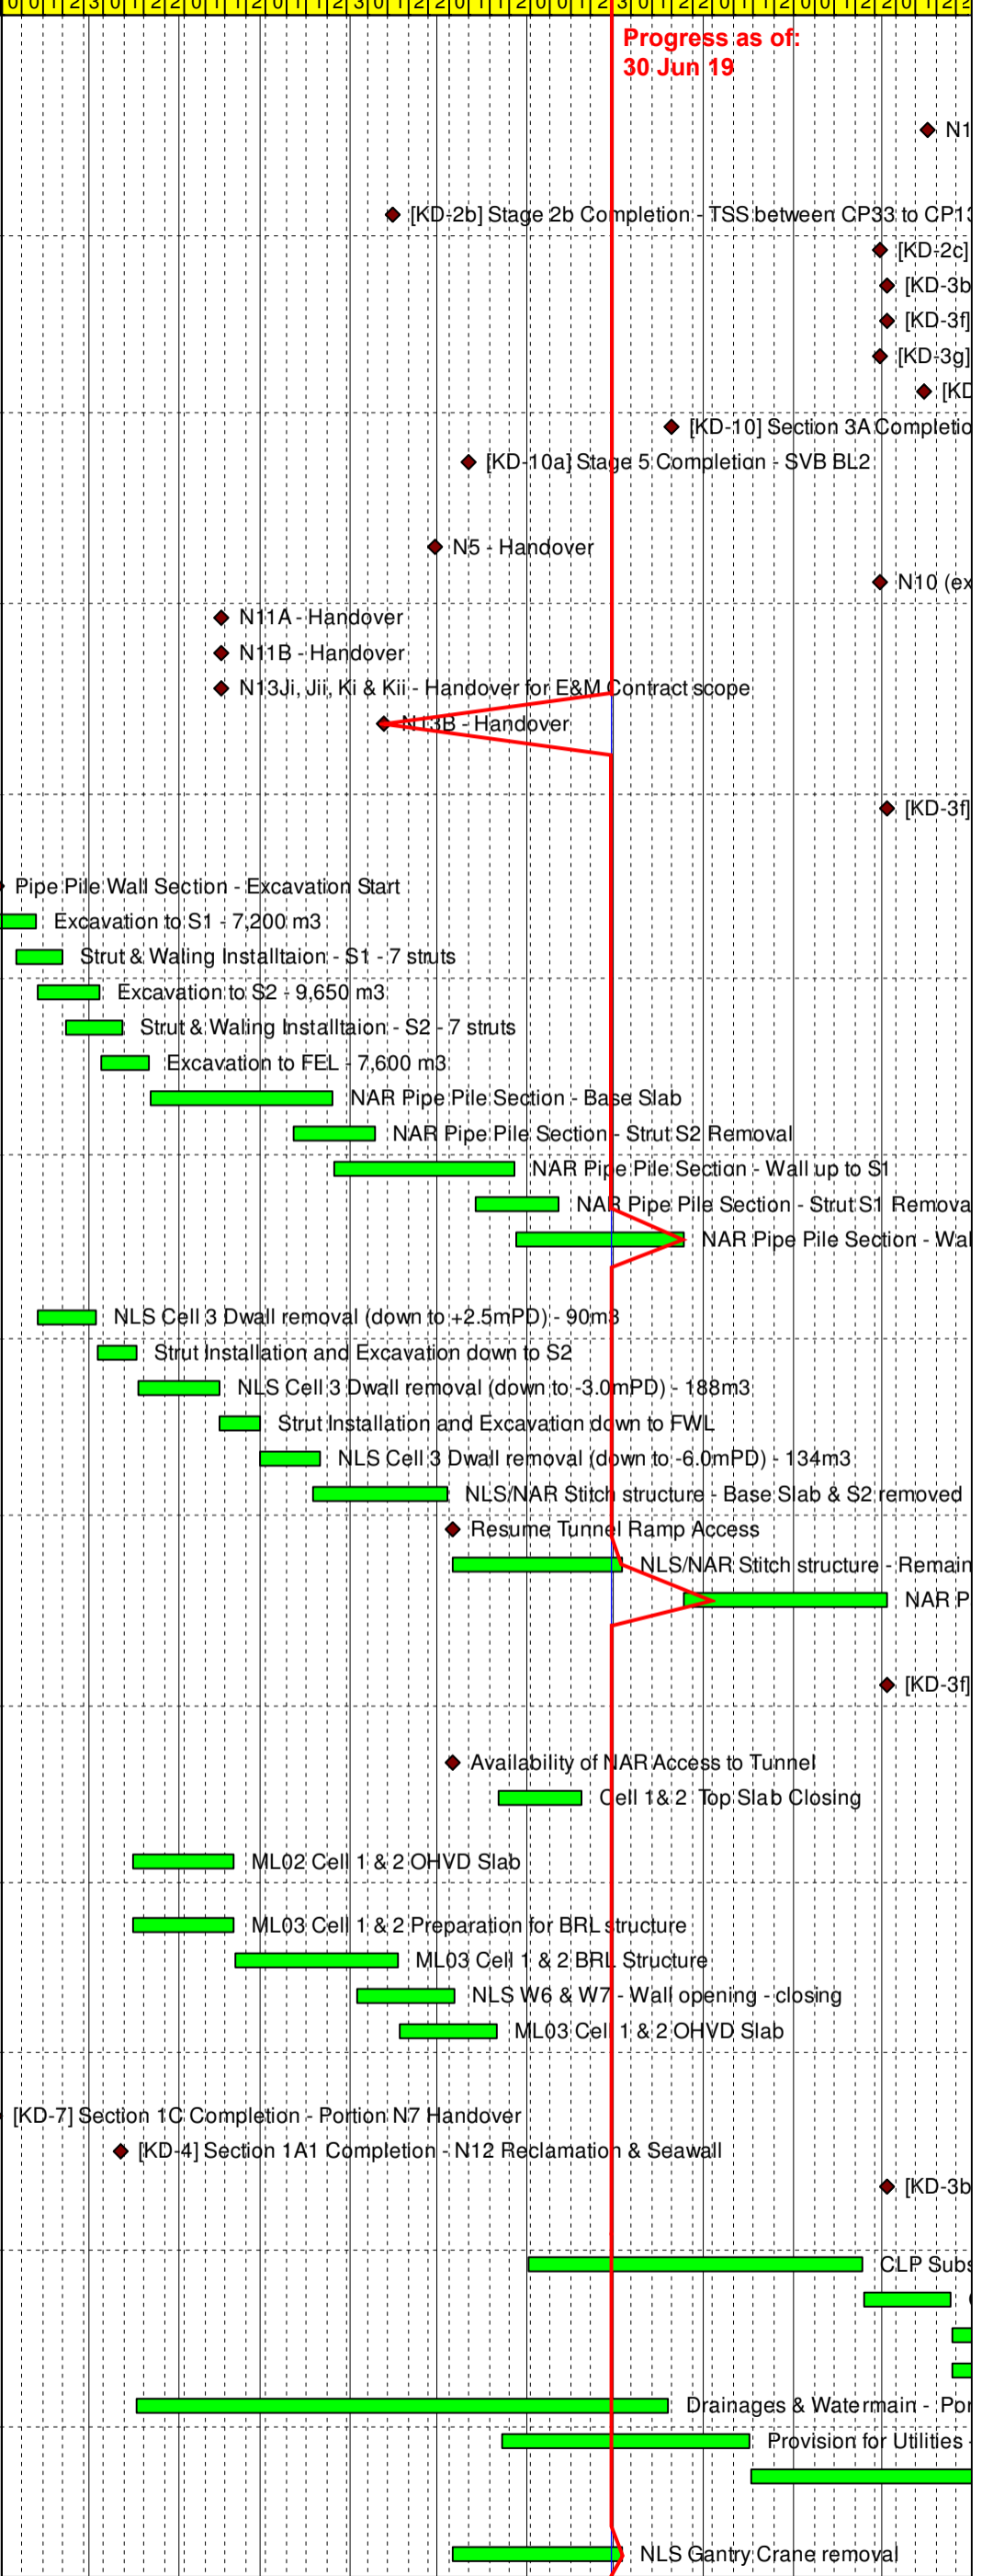 Progress as of:
30 Jun 19
N1
[KD-2b] Stage 2b Completion - TSS between CP33 to CP13
[KD-2c]
[KD-3b
[KD-3f]
[KD-3g]
[KD
[KD-10] Section 3A Completio
[KD-10a] Stage 5 Completion - SVB BL2
N5 - Handover
N10 (ex
N11A - Handover
N11B - Handover
N13Ji, Jii, Ki & Kii - Handover for E&M Contract scope
N13B - Handover
[KD-3f]
Pipe Pile Wall Section - Excavation Start
Excavation to S1 - 7,200 m3
Strut & Waling Installtaion - S1 - 7 struts
Excavation to S2 - 9,650 m3
Strut & Waling Installtaion - S2 - 7 struts
Excavation to FEL - 7,600 m3
NAR Pipe Pile Section - Base Slab
NAR Pipe Pile Section - Strut S2 Removal
NAR Pipe Pile Section - Wall up to S1
NAR Pipe Pile Section - Strut S1 Remova
NAR Pipe Pile Section - Wal
NLS Cell 3 Dwall removal (down to +2.5mPD) - 90m3
Strut Installation and Excavation down to S2
NLS Cell 3 Dwall removal (down to -3.0mPD) - 188m3
Strut Installation and Excavation down to FWL
NLS Cell 3 Dwall removal (down to -6.0mPD) - 134m3
NLS/NAR Stitch structure - Base Slab & S2 removed
Resume Tunnel Ramp Access
NLS/NAR Stitch structure - Remain
NAR P
[KD-3f]
Availability of NAR Access to Tunnel
Cell 1& 2 Top Slab Closing
ML02 Cell 1 & 2 OHVD Slab
ML03 Cell 1 & 2 Preparation for BRL structure
ML03 Cell 1 & 2 BRL Structure
NLS W6 & W7 - Wall opening - closing
ML03 Cell 1 & 2 OHVD Slab
[KD-7] Section 1C Completion - Portion N7 Handover
[KD-4] Section 1A1 Completion - N12 Reclamation & Seawall
[KD-3b
CLP Subs
Drainages & Watermain - Por
Provision for Utilities -
NLS Gantry Crane removal